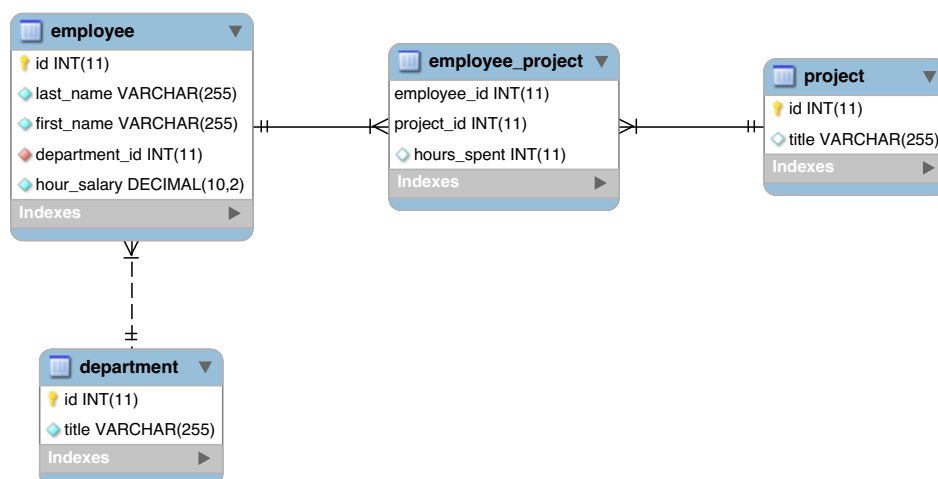 employee
id INT(11)
last_name VARCHAR(255)
first_name VARCHAR(255)
department_id INT(11)
hour_salary DECIMAL(10,2)
Indexes
employee_project
employee_id INT(11)
project_id INT(11)
hours_spent INT(11)
Indexes
project
id INT(11)
title VARCHAR(255)
Indexes
department
id INT(11)
title VARCHAR(255)
Indexes